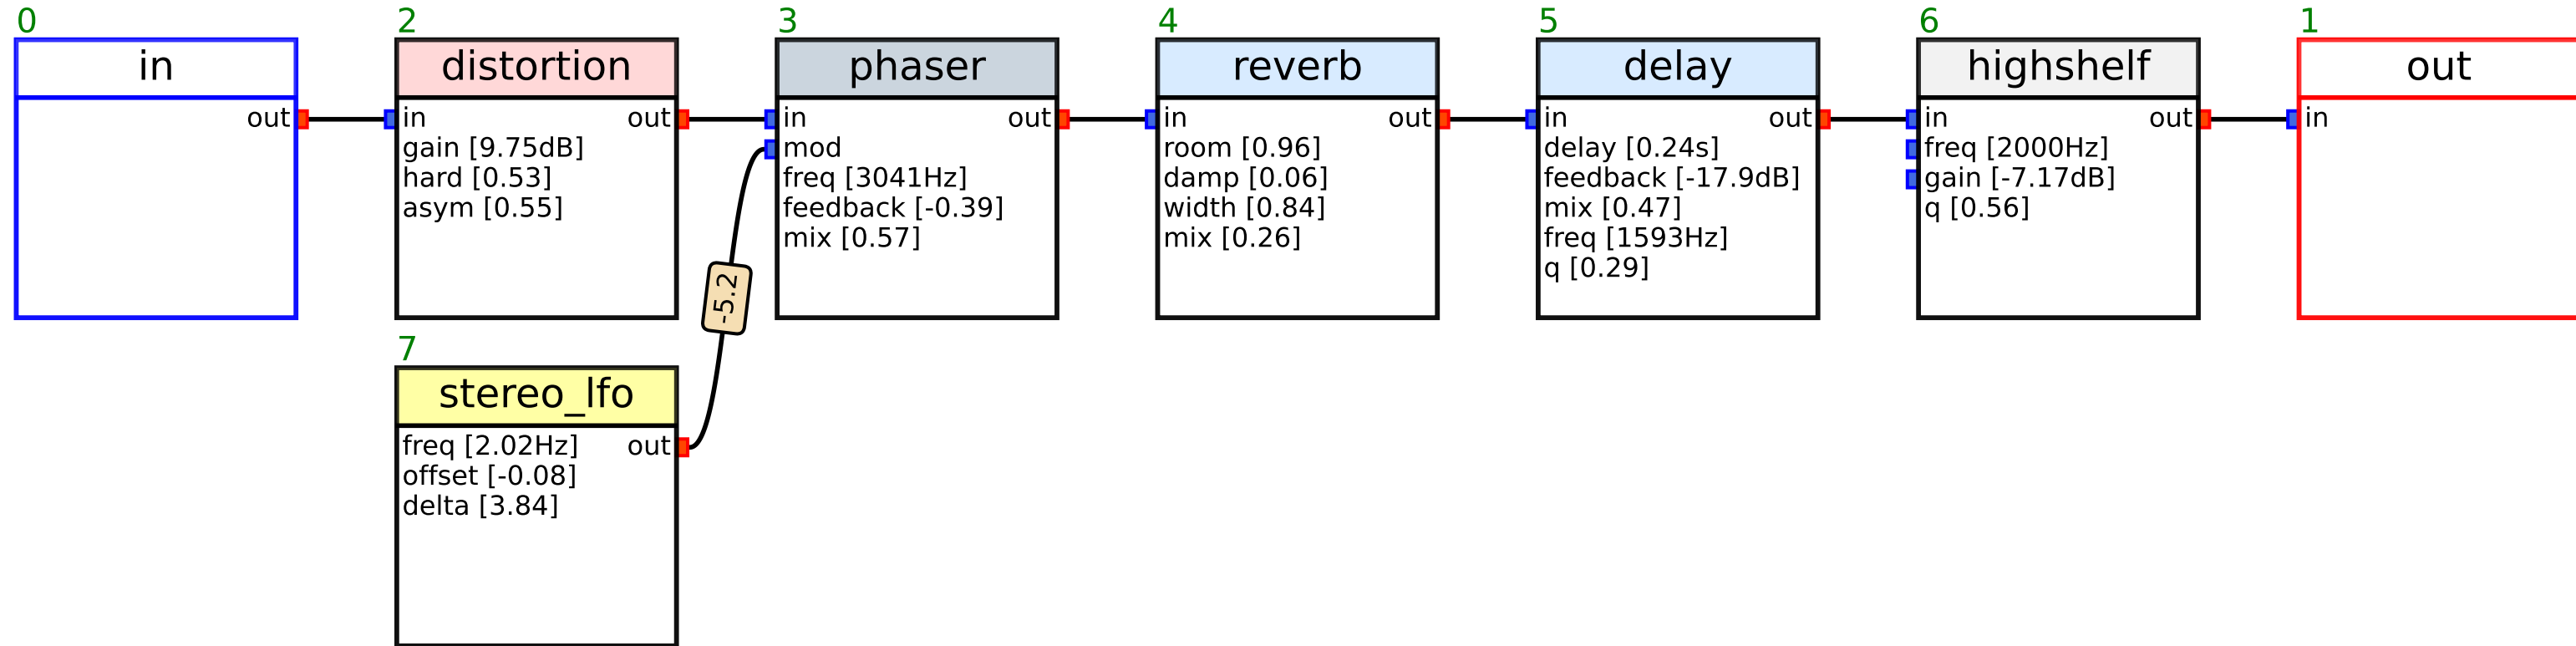 0
in
out
2
distortion
in out
gain [9.75dB]
hard [0.53]
asym [0.55]
3
phaser
in out
mod
freq [3041Hz]
feedback [-0.39]
mix [0.57]
4
reverb
in out
room [0.96]
damp [0.06]
width [0.84]
mix [0.26]
5
delay
in out
delay [0.24s]
feedback [-17.9dB]
mix [0.47]
freq [1593Hz]
q [0.29]
6
highshelf
in out
freq [2000Hz]
gain [-7.17dB]
q [0.56]
1
out
in
-5.2
7
stereo_lfo
freq [2.02Hz] out
offset [-0.08]
delta [3.84]